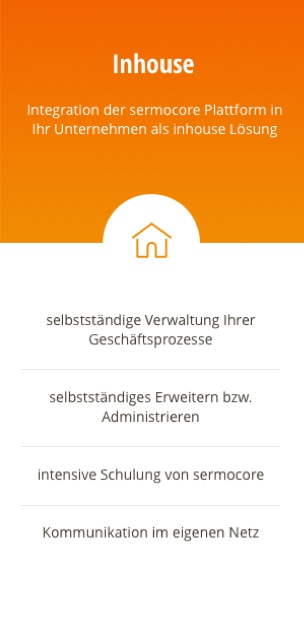 Inhouse
Integration der sermocore Plattform in
Ihr Unternehmen als inhouse Lösung
selbstständige Verwaltung Ihrer
Geschäftsprozesse
selbstständiges Erweitern bzw.
Administrieren
intensive Schulung von sermocore
Kommunikation im eigenen Netz